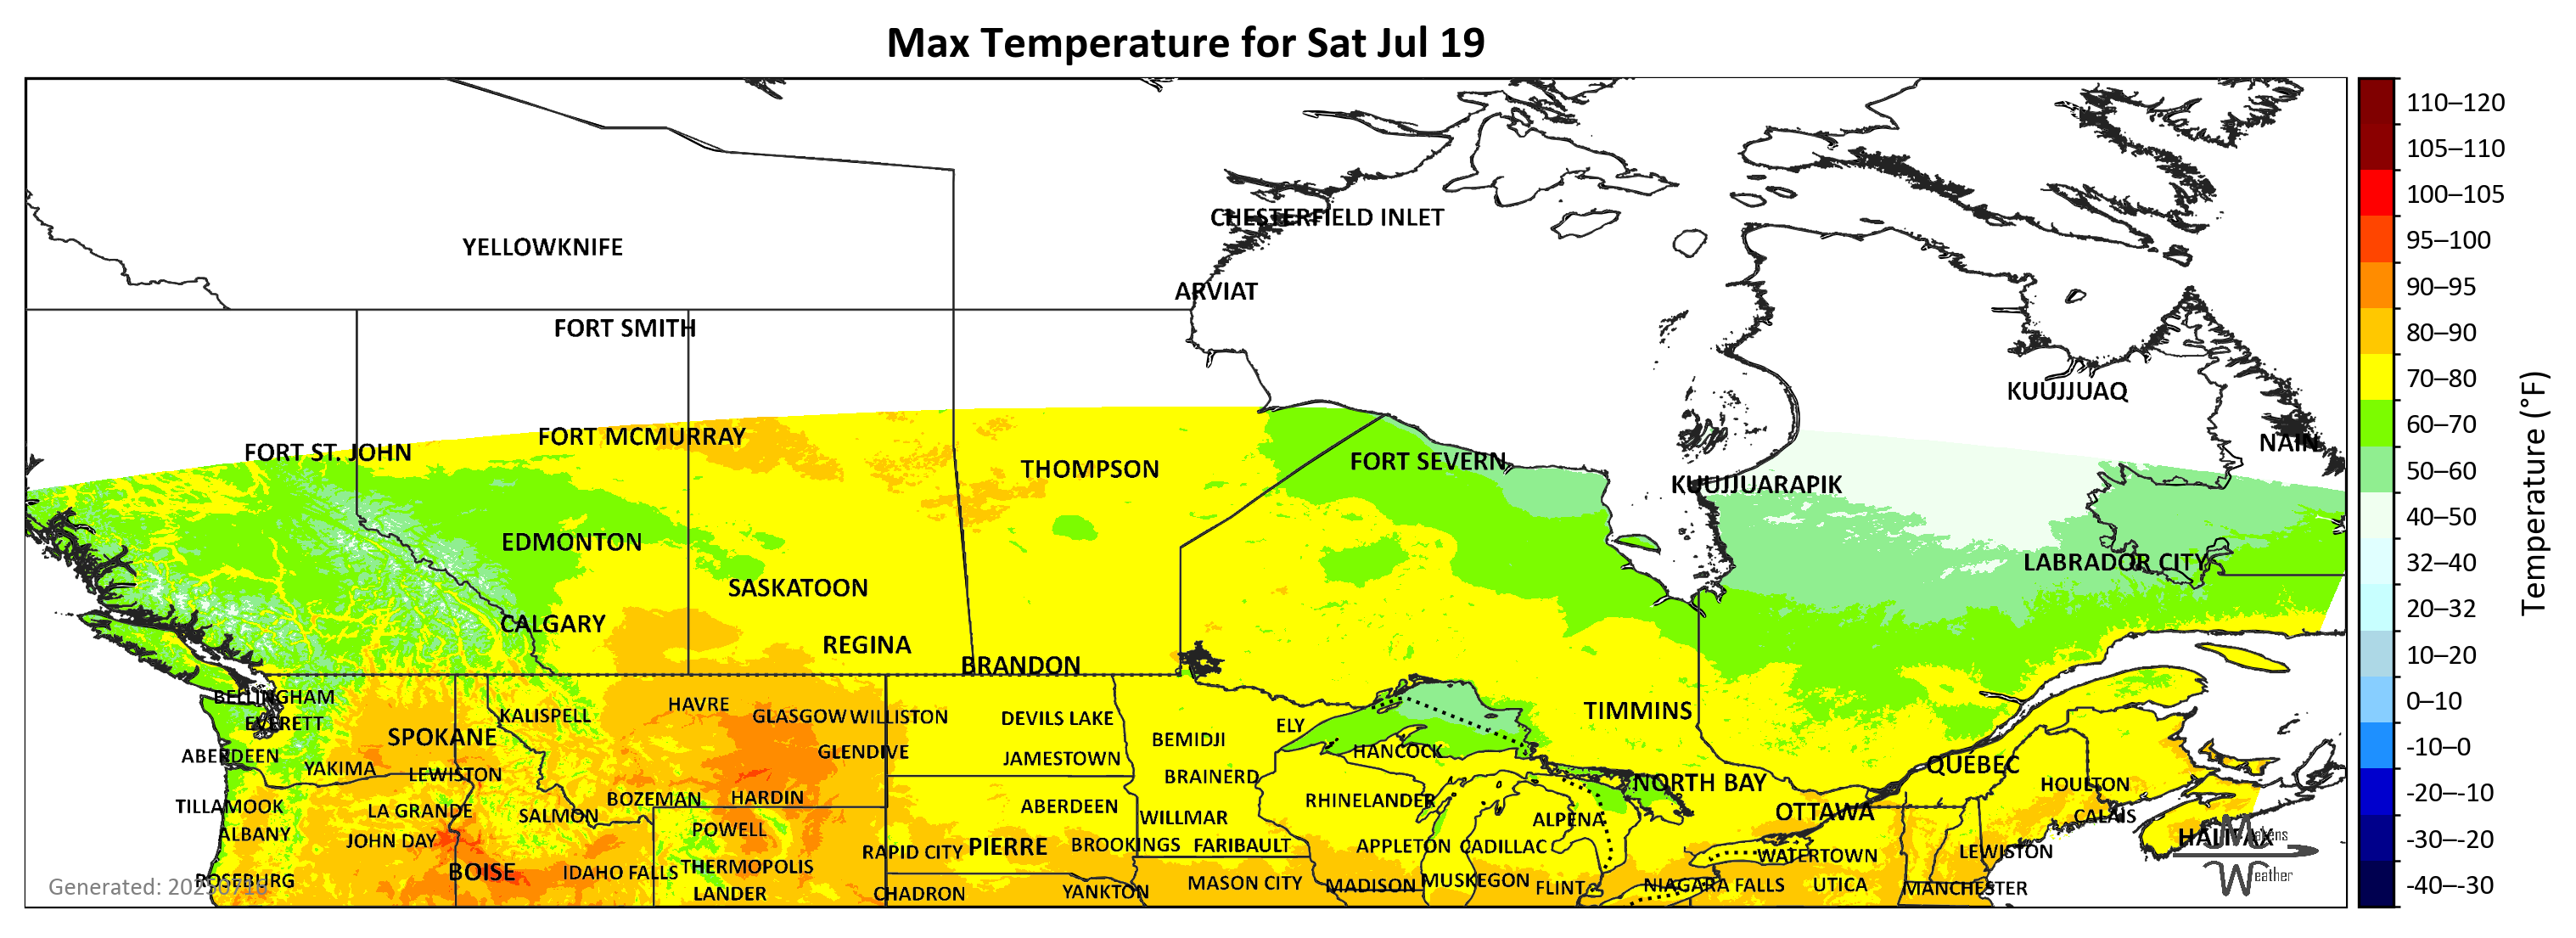 Max Temperature for Sat Jul 19
110–120
105–110
100–105
95–100
90–95
80–90
70–80
60–70
50–60
40–50
32–40
20–32
10–20
0–10
-10–0
-20–-10
-30–-20
-40–-30
Temperature (°F)
CHESTERFIELD INLET
YELLOWKNIFE
ARVIAT
FORT SMITH
KUUJJUAQ
FORT MCMURRAY
NAIN
FORT ST. JOHN
FORT SEVERN
THOMPSON
KUUJJUARAPIK
EDMONTON
LABRADOR CITY
SASKATOON
CALGARY
REGINA
BRANDON
BELLINGHAM
HAVRE
KALISPELL
GLASGOW
WILLISTON
DEVILS LAKE
TIMMINS
EVERETT
ELY
SPOKANE
BEMIDJI
HANCOCK
GLENDIVE
ABERDEEN
JAMESTOWN
QUÉBEC
YAKIMA
LEWISTON
BRAINERD
NORTH BAY
HOULTON
BOZEMAN
HARDIN
RHINELANDER
TILLAMOOK
LA GRANDE
ABERDEEN
OTTAWA
SALMON
WILLMAR
ALPENA
CALAIS
ALBANY
POWELL
JOHN DAY
HALIFAX
Makens
Weather
BROOKINGS
FARIBAULT
APPLETON
CADILLAC
PIERRE
RAPID CITY
LEWISTON
WATERTOWN
BOISE
IDAHO FALLS
THERMOPOLIS
ROSEBURG
MUSKEGON
MASON CITY
MADISON
FLINT
NIAGARA FALLS
UTICA
MANCHESTER
LANDER
CHADRON
YANKTON
Generated: 20250716